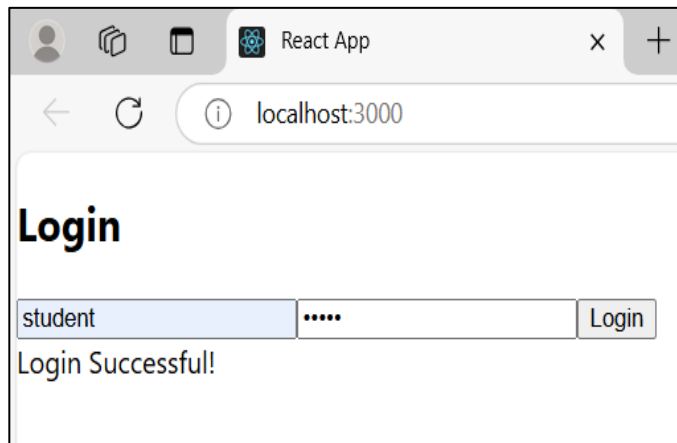 React App
localhost:3000
Login
student ••••• Login
Login Successful!